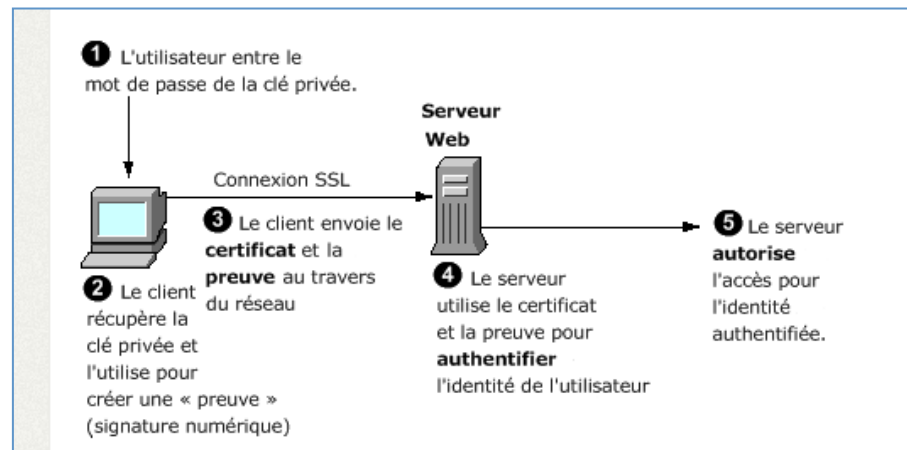 1 L'utilisateur entre le
mot de passe de la clé privée.
Serveur
Web
Connexion SSL
3 Le client envoie le
certificat et la
preuve au travers
du réseau
2 Le client
récupère la
clé privée et
l'utilise pour
créer une « preuve »
(signature numérique)
4 Le serveur
utilise le certificat
et la preuve pour
authentifier
l'identité de l'utilisateur
5 Le serveur
autorise
l'accès pour
l'identité
authentifiée.